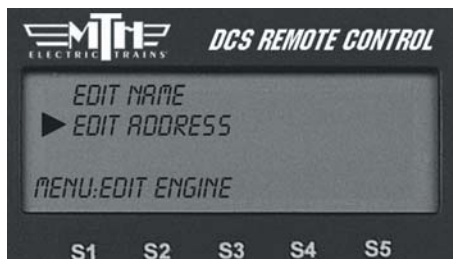 MTH
ELECTRIC TRAINS
DCS REMOTE CONTROL
EDIT NAME
EDIT ADDRESS
MENU:EDIT ENGINE
S1 S2 S3 S4 S5